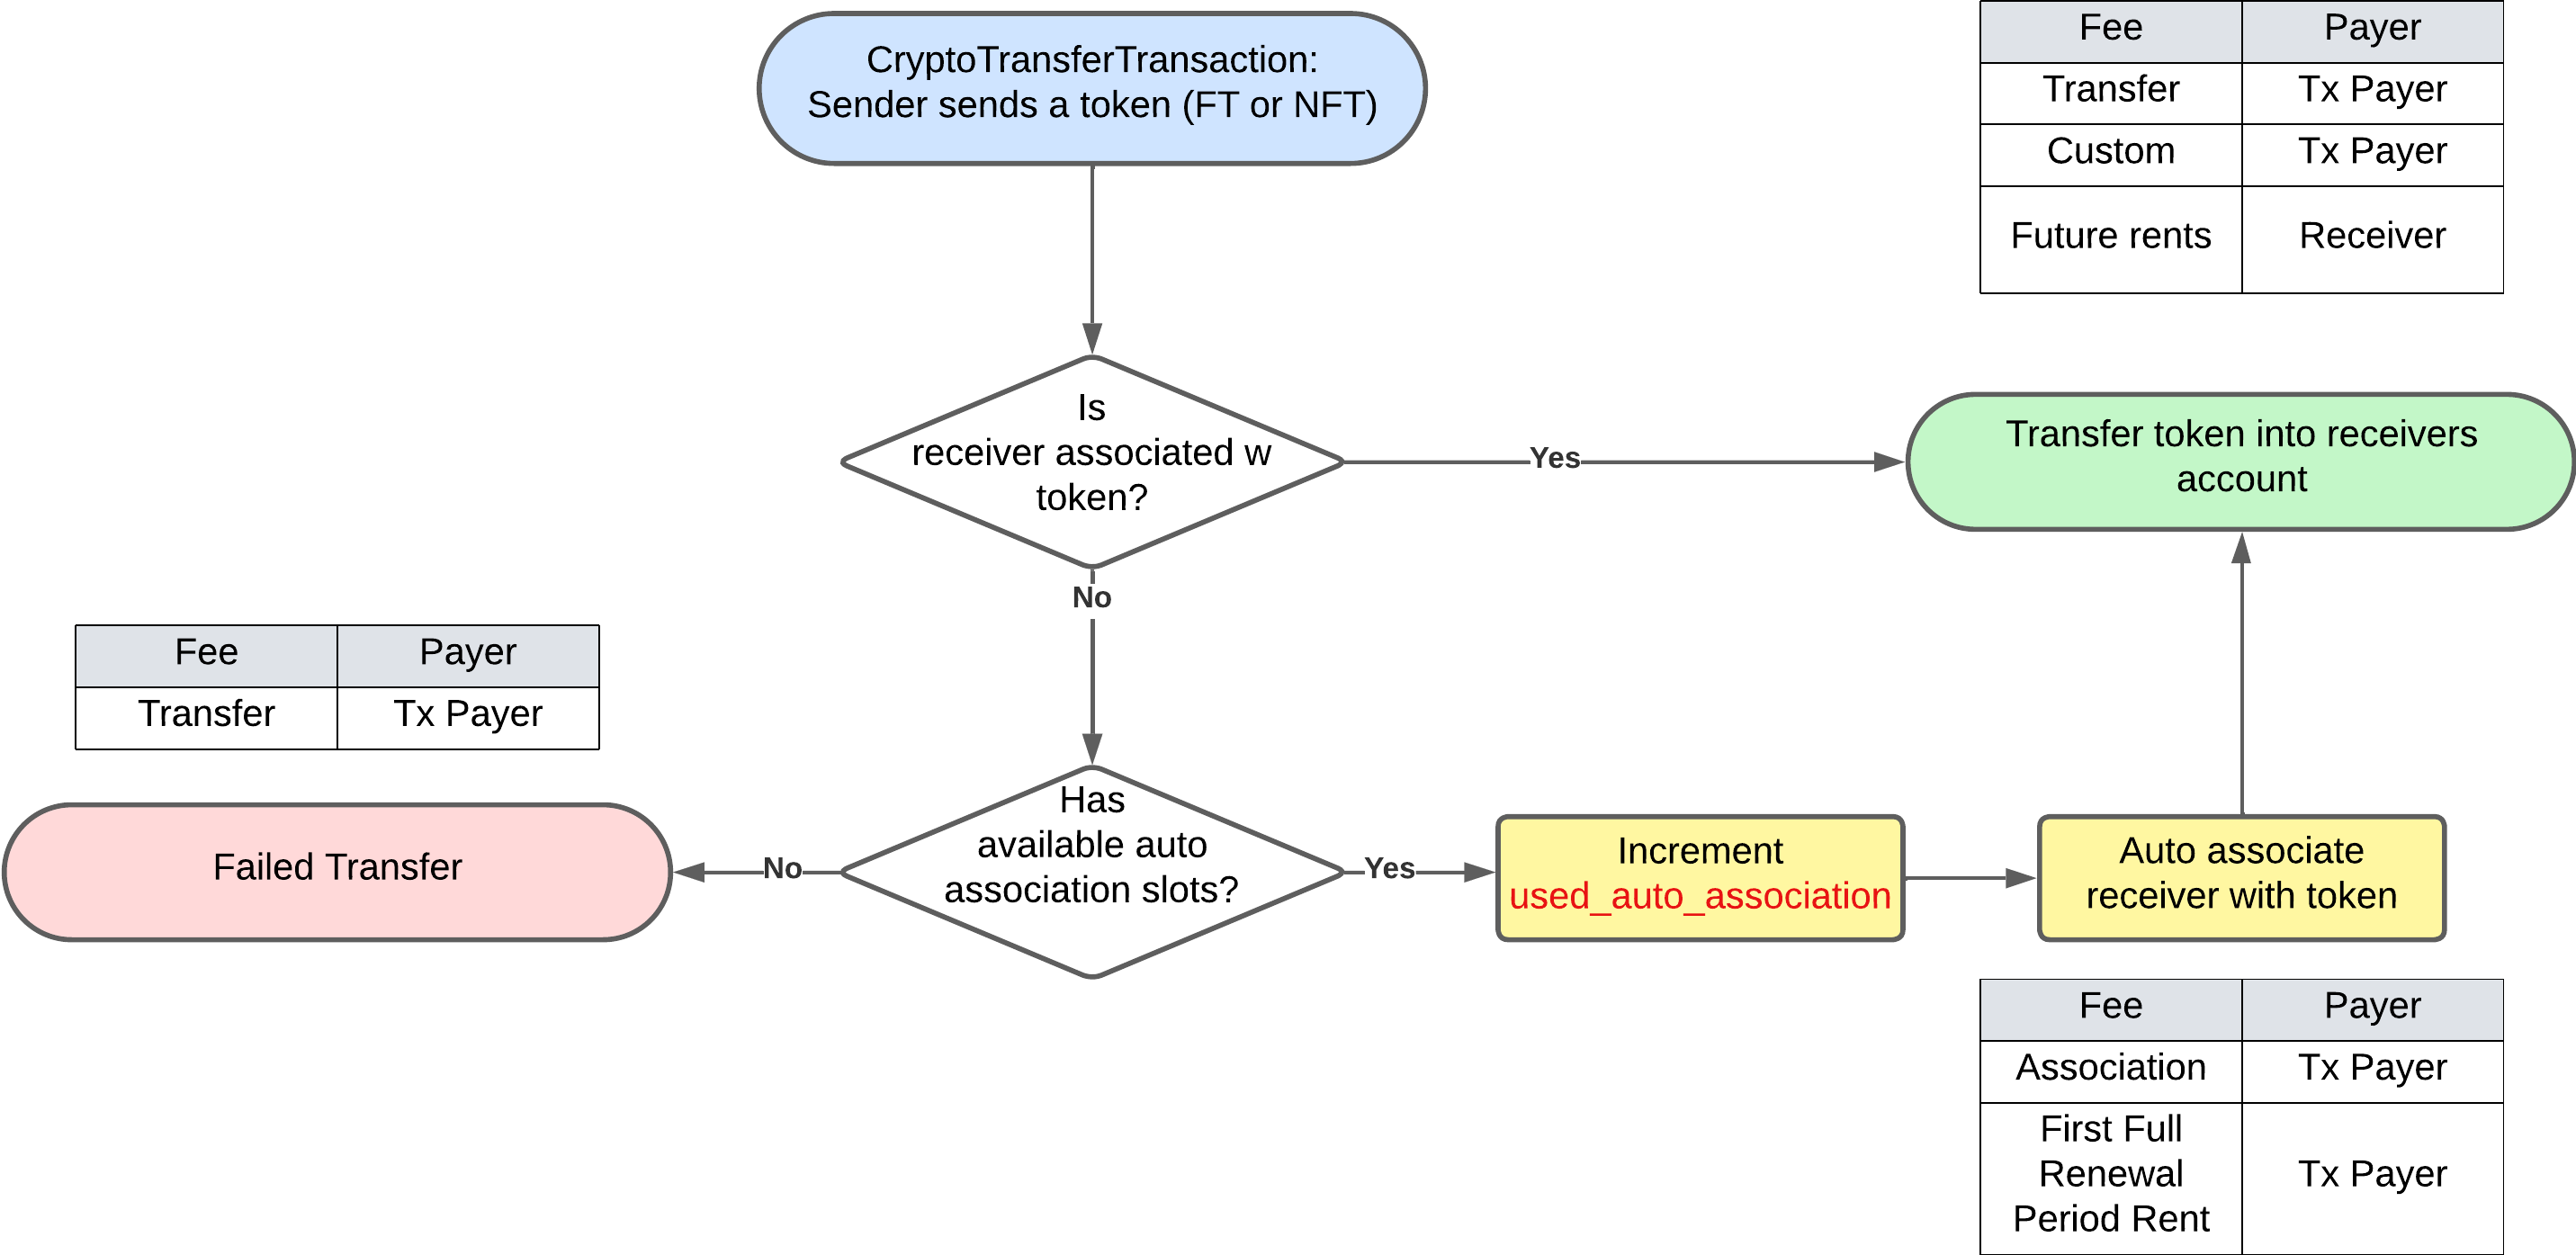 CryptoTransferTransaction:
Sender sends a token (FT or NFT)
Fee Payer
Transfer Tx Payer
Custom Tx Payer
Future rents Receiver
Is
receiver associated w
token?
Yes
Transfer token into receivers
account
No
Fee Payer
Transfer Tx Payer
Failed Transfer
No
Has
available auto
association slots?
Yes
Increment
used_auto_association
Auto associate
receiver with token
Fee Payer
Association Tx Payer
First Full
Renewal
Period Rent
Tx Payer